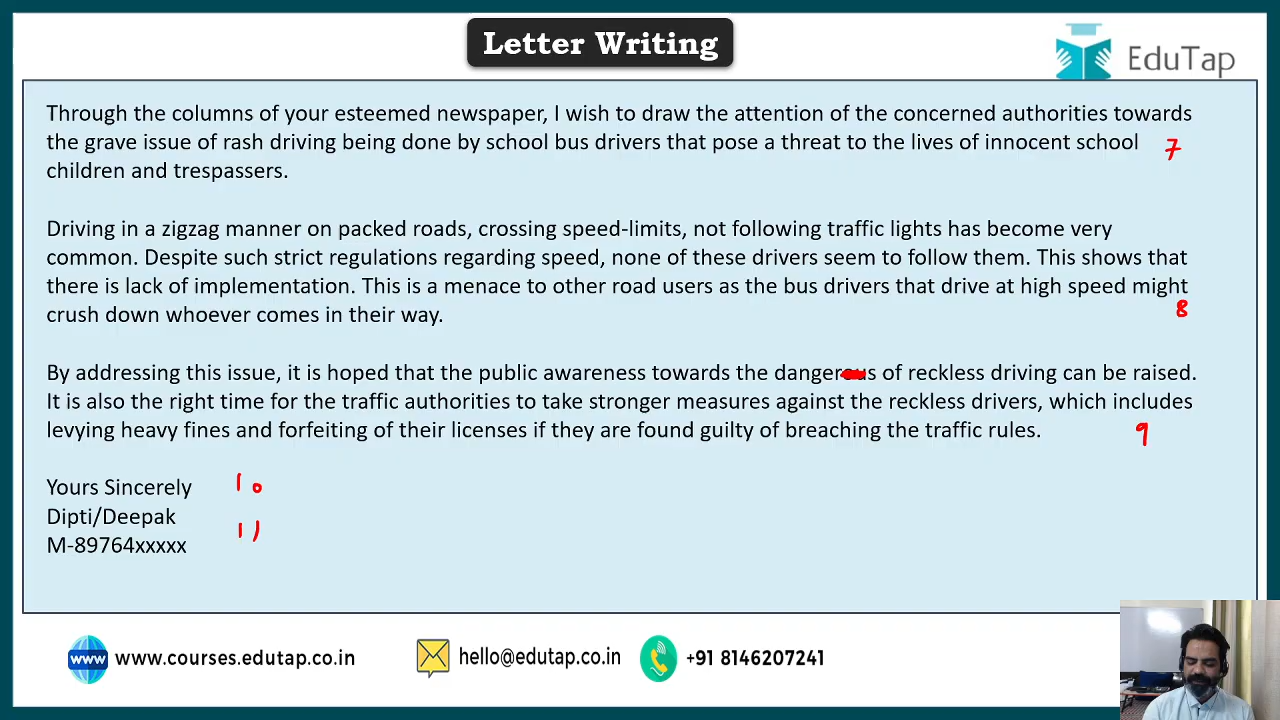 Letter Writing
EduTap
Through the columns of your esteemed newspaper, I wish to draw the attention of the concerned authorities towards
the grave issue of rash driving being done by school bus drivers that pose a threat to the lives of innocent school
7
children and trespassers.
Driving in a zigzag manner on packed roads, crossing speed-limits, not following traffic lights has become very
common. Despite such strict regulations regarding speed, none of these drivers seem to follow them. This shows that
there is lack of implementation. This is a menace to other road users as the bus drivers that drive at high speed might
crush down whoever comes in their way.
8
By addressing this issue, it is hoped that the public awareness towards the dangerous of reckless driving can be raised.
It is also the right time for the traffic authorities to take stronger measures against the reckless drivers, which includes
levying heavy fines and forfeiting of their licenses if they are found guilty of breaching the traffic rules.
9
Yours Sincerely
10
Dipti/Deepak
11
M-89764xxxxx
www
www.courses.edutap.co.in
hello@edutap.co.in
+91 8146207241